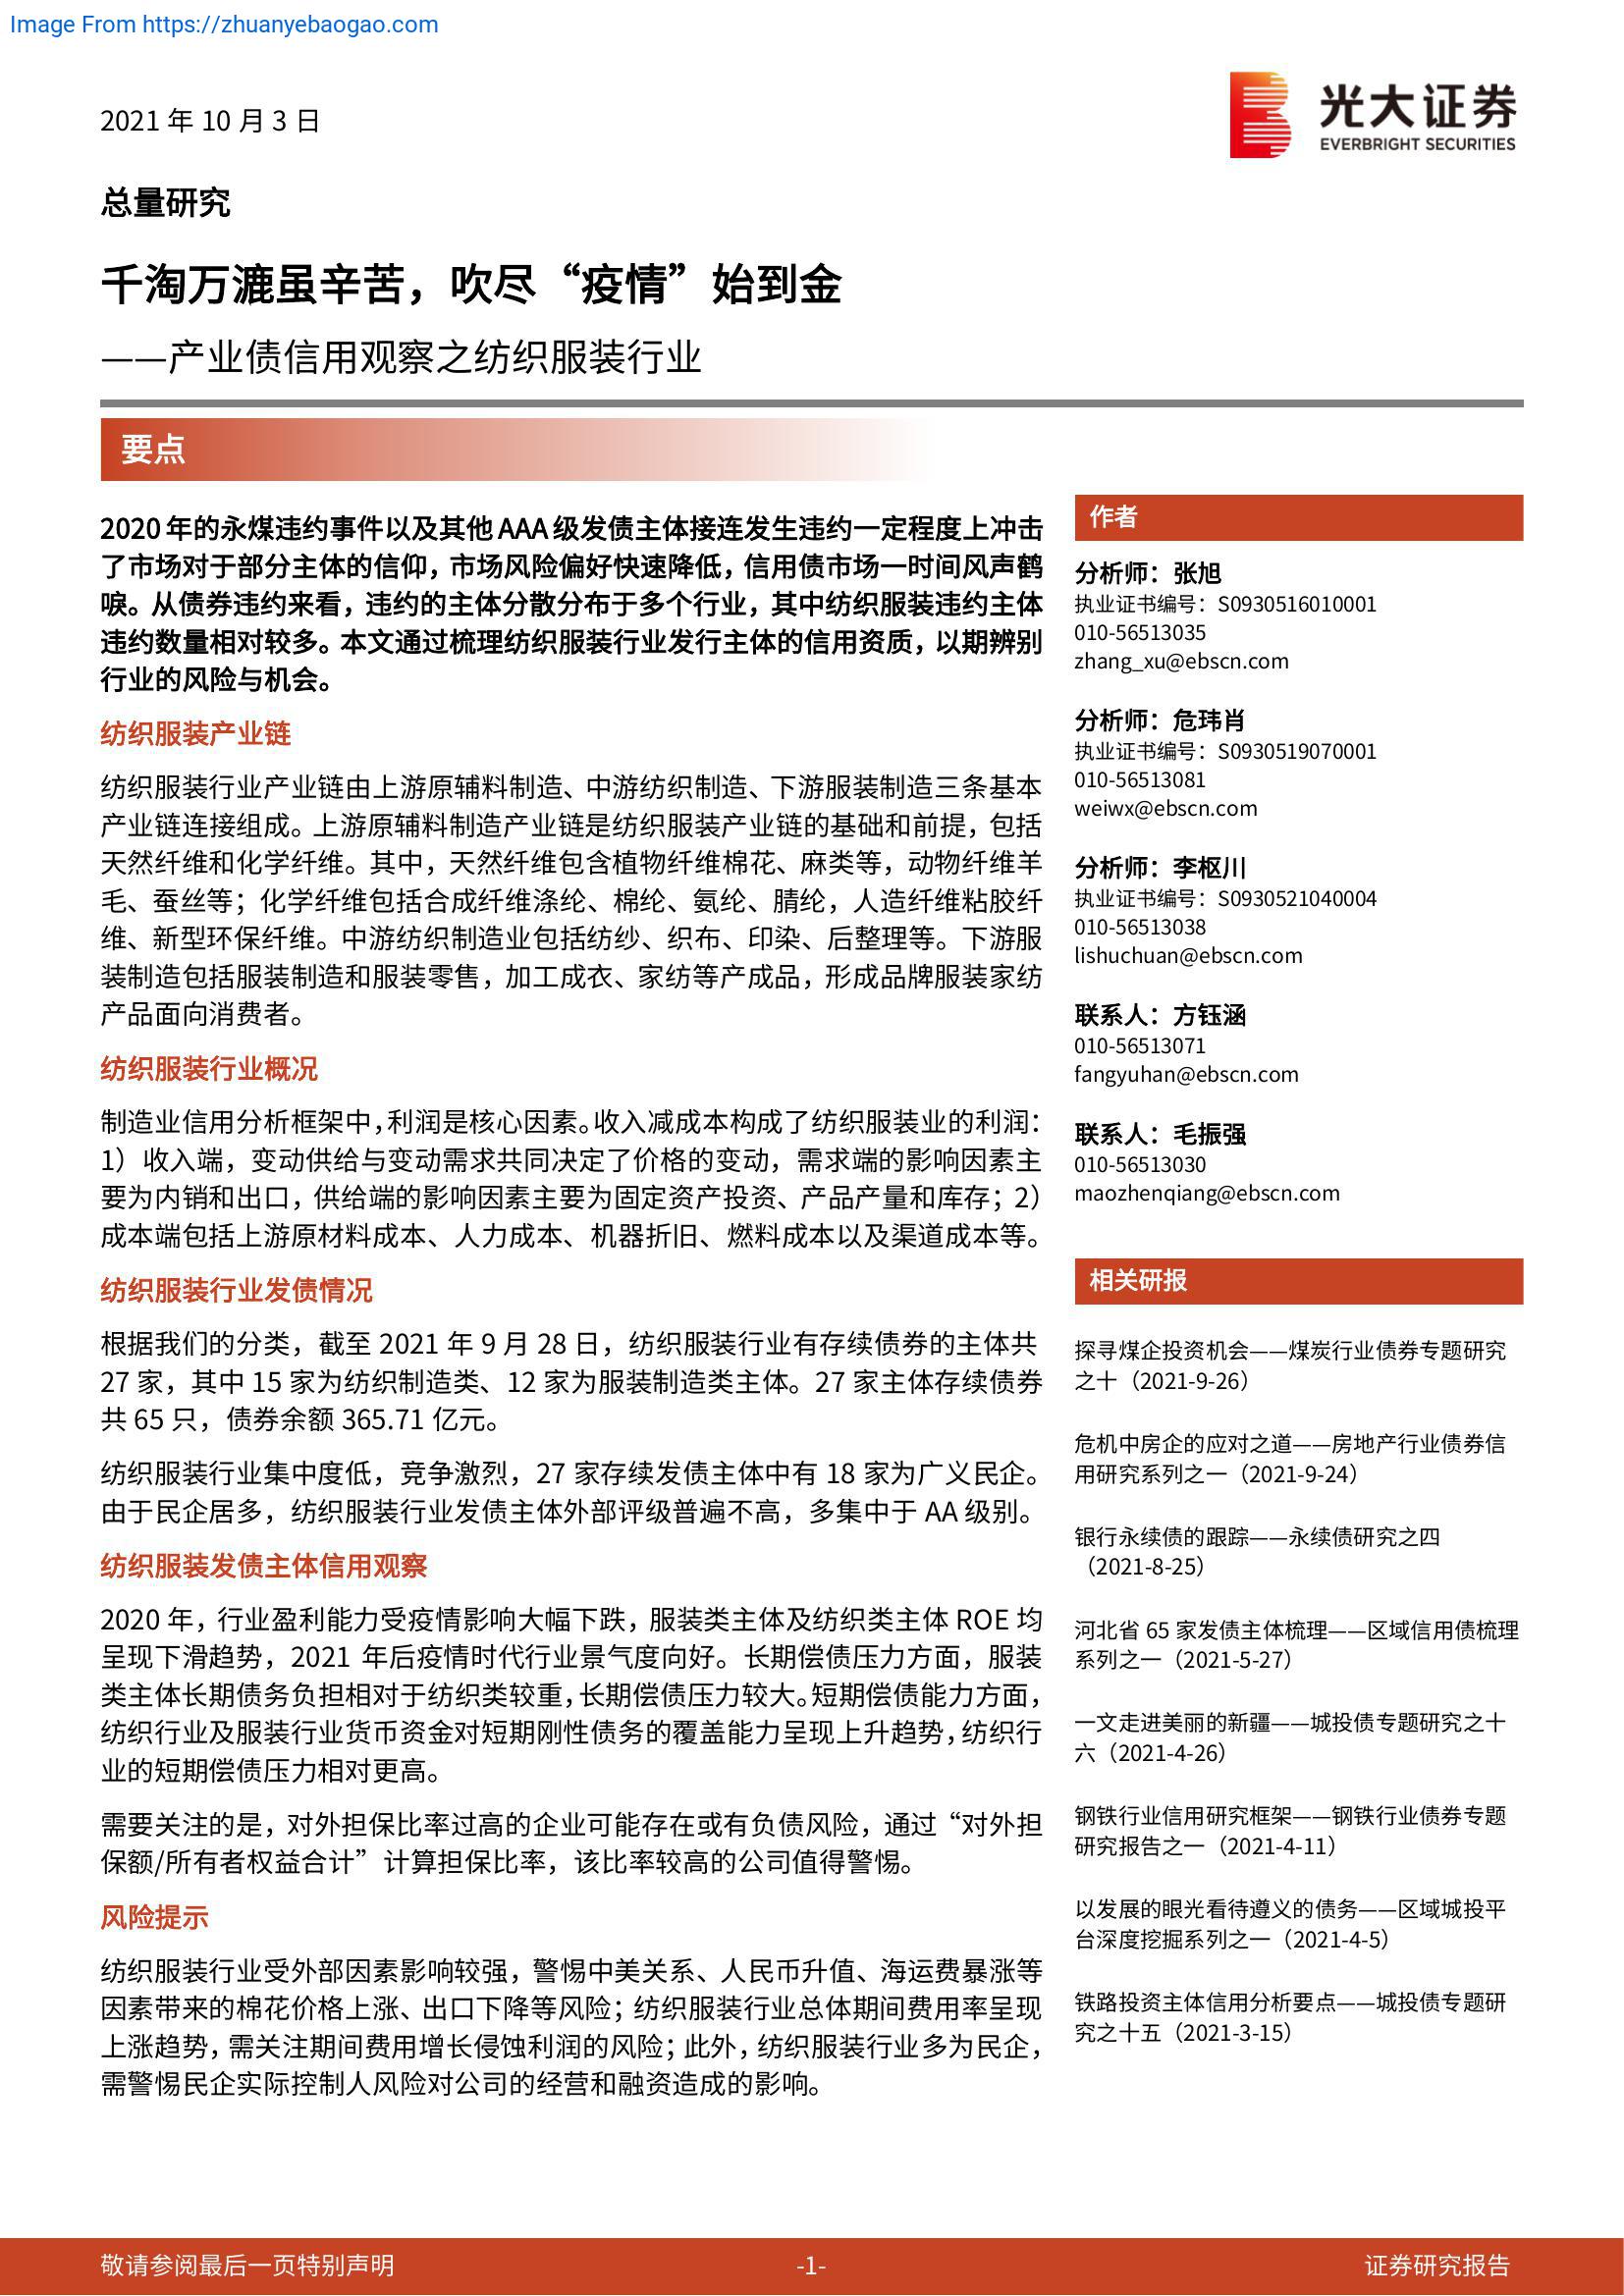 Image From https://zhuanyebaogao.com
2021 年 10 月 3 日
光大证券
EVERBRIGHT SECURITIES
总量研究
千淘万漉虽辛苦，吹尽“疫情”始到金
——产业债信用观察之纺织服装行业
要点
2020 年的永煤违约事件以及其他 AAA 级发债主体接连发生违约一定程度上冲击
了市场对于部分主体的信仰，市场风险偏好快速降低，信用债市场一时间风声鹤
唳。从债券违约来看，违约的主体分散分布于多个行业，其中纺织服装违约主体
违约数量相对较多。本文通过梳理纺织服装行业发行主体的信用资质，以期辨别
行业的风险与机会。
纺织服装产业链
纺织服装行业产业链由上游原辅料制造、中游纺织制造、下游服装制造三条基本
产业链连接组成。上游原辅料制造产业链是纺织服装产业链的基础和前提，包括
天然纤维和化学纤维。其中，天然纤维包含植物纤维棉花、麻类等，动物纤维羊
毛、蚕丝等；化学纤维包括合成纤维涤纶、棉纶、氨纶、腈纶，人造纤维粘胶纤
维、新型环保纤维。中游纺织制造业包括纺纱、织布、印染、后整理等。下游服
装制造包括服装制造和服装零售，加工成衣、家纺等产成品，形成品牌服装家纺
产品面向消费者。
纺织服装行业概况
制造业信用分析框架中，利润是核心因素。收入减成本构成了纺织服装业的利润：
1）收入端，变动供给与变动需求共同决定了价格的变动，需求端的影响因素主
要为内销和出口，供给端的影响因素主要为固定资产投资、产品产量和库存；2）
成本端包括上游原材料成本、人力成本、机器折旧、燃料成本以及渠道成本等。
纺织服装行业发债情况
根据我们的分类，截至 2021 年 9 月 28 日，纺织服装行业有存续债券的主体共
27 家，其中 15 家为纺织制造类、12 家为服装制造类主体。27 家主体存续债券
共 65 只，债券余额 365.71 亿元。
纺织服装行业集中度低，竞争激烈，27 家存续发债主体中有 18 家为广义民企。
由于民企居多，纺织服装行业发债主体外部评级普遍不高，多集中于 AA 级别。
纺织服装发债主体信用观察
2020 年，行业盈利能力受疫情影响大幅下跌，服装类主体及纺织类主体 ROE 均
呈现下滑趋势，2021 年后疫情时代行业景气度向好。长期偿债压力方面，服装
类主体长期债务负担相对于纺织类较重，长期偿债压力较大。短期偿债能力方面，
纺织行业及服装行业货币资金对短期刚性债务的覆盖能力呈现上升趋势，纺织行
业的短期偿债压力相对更高。
需要关注的是，对外担保比率过高的企业可能存在或有负债风险，通过“对外担
保额/所有者权益合计”计算担保比率，该比率较高的公司值得警惕。
风险提示
纺织服装行业受外部因素影响较强，警惕中美关系、人民币升值、海运费暴涨等
因素带来的棉花价格上涨、出口下降等风险；纺织服装行业总体期间费用率呈现
上涨趋势，需关注期间费用增长侵蚀利润的风险；此外，纺织服装行业多为民企，
需警惕民企实际控制人风险对公司的经营和融资造成的影响。
作者
分析师：张旭
执业证书编号：S0930516010001
010-56513035
zhang_xu@ebscn.com
分析师：危玮肖
执业证书编号：S0930519070001
010-56513081
weiwx@ebscn.com
分析师：李枢川
执业证书编号：S0930521040004
010-56513038
lishuchuan@ebscn.com
联系人：方钰涵
010-56513071
fangyuhan@ebscn.com
联系人：毛振强
010-56513030
maozhenqiang@ebscn.com
相关研报
探寻煤企投资机会——煤炭行业债券专题研究
之十（2021-9-26）
危机中房企的应对之道——房地产行业债券信
用研究系列之一（2021-9-24）
银行永续债的跟踪——永续债研究之四
（2021-8-25）
河北省 65 家发债主体梳理——区域信用债梳理
系列之一（2021-5-27）
一文走进美丽的新疆——城投债专题研究之十
六（2021-4-26）
钢铁行业信用研究框架——钢铁行业债券专题
研究报告之一（2021-4-11）
以发展的眼光看待遵义的债务——区域城投平
台深度挖掘系列之一（2021-4-5）
铁路投资主体信用分析要点——城投债专题研
究之十五（2021-3-15）
敬请参阅最后一页特别声明
-1-
证券研究报告